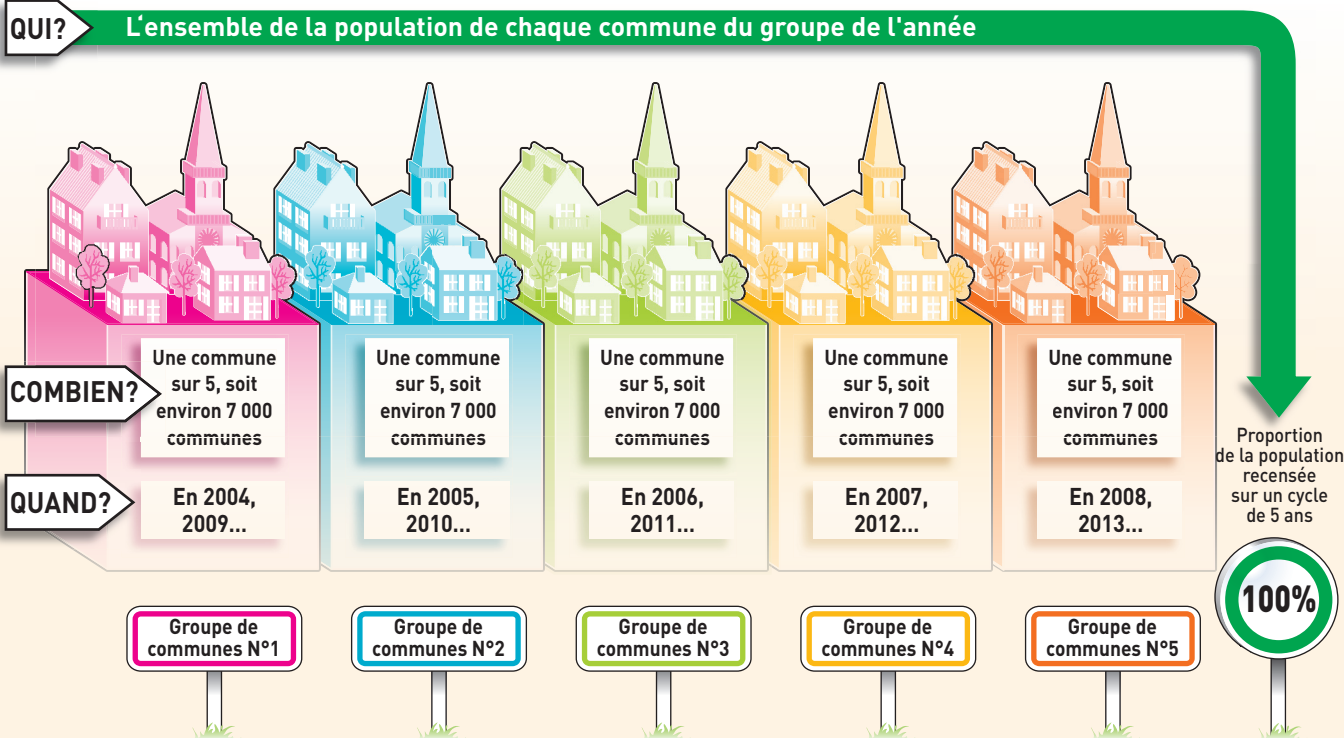 QUI?
L'ensemble de la population de chaque commune du groupe de l'année
COMBIEN?
Une commune
sur 5, soit
environ 7 000
communes
Une commune
sur 5, soit
environ 7 000
communes
Une commune
sur 5, soit
environ 7 000
communes
Une commune
sur 5, soit
environ 7 000
communes
Une commune
sur 5, soit
environ 7 000
communes
QUAND?
En 2004,
2009...
En 2005,
2010...
En 2006,
2011...
En 2007,
2012...
En 2008,
2013...
Proportion
de la population
recensée
sur un cycle
de 5 ans
100%
Groupe de
communes N°1
Groupe de
communes N°2
Groupe de
communes N°3
Groupe de
communes N°4
Groupe de
communes N°5